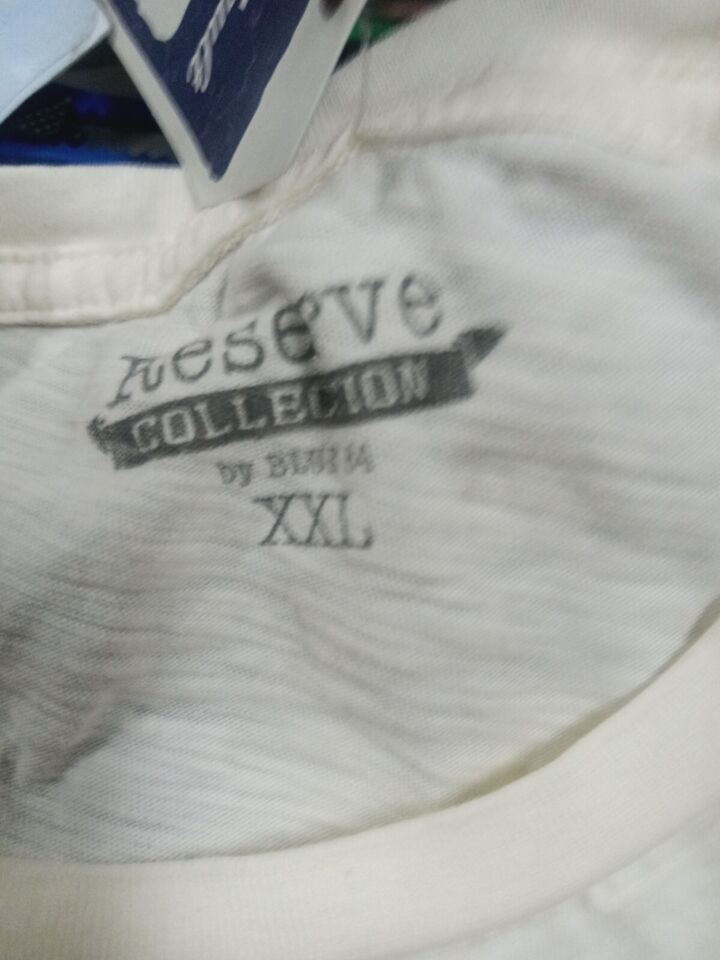 Reserve
COLLECTION
by
XXL